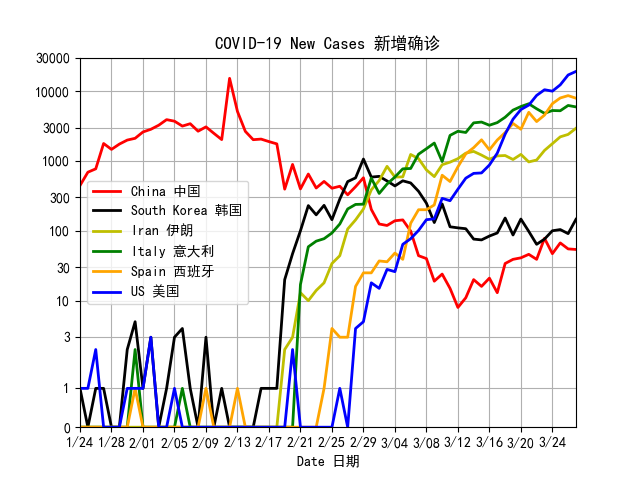 COVID-19 New Cases 新增确诊
30000
10000
3000
1000
300
100
30
10
3
1
0
China 中国
South Korea 韩国
Iran 伊朗
Italy 意大利
Spain 西班牙
US 美国
1/24 1/28 2/01 2/05 2/09 2/13 2/17 2/21 2/25 2/29 3/04 3/08 3/12 3/16 3/20 3/24
Date 日期